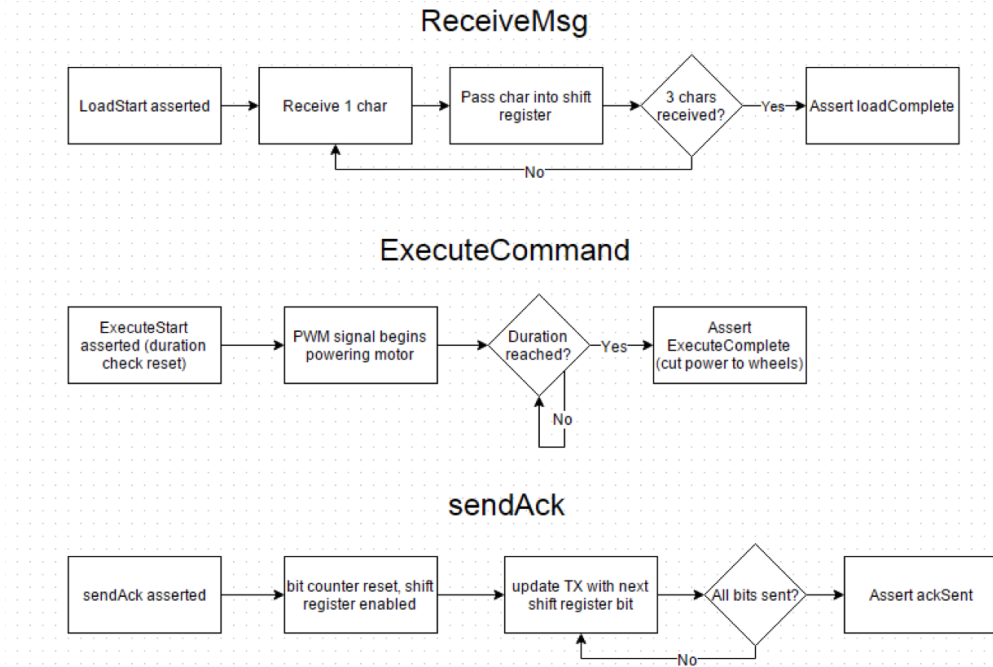 ReceiveMsg
LoadStart asserted
Receive 1 char
Pass char into shift
register
3 chars
received?
Yes
Assert loadComplete
No
ExecuteCommand
ExecuteStart
asserted (duration
check reset)
PWM signal begins
powering motor
Duration
reached?
Yes
Assert
ExecuteComplete
(cut power to wheels)
No
sendAck
sendAck asserted
bit counter reset, shift
register enabled
update TX with next
shift register bit
All bits sent?
Assert ackSent
No